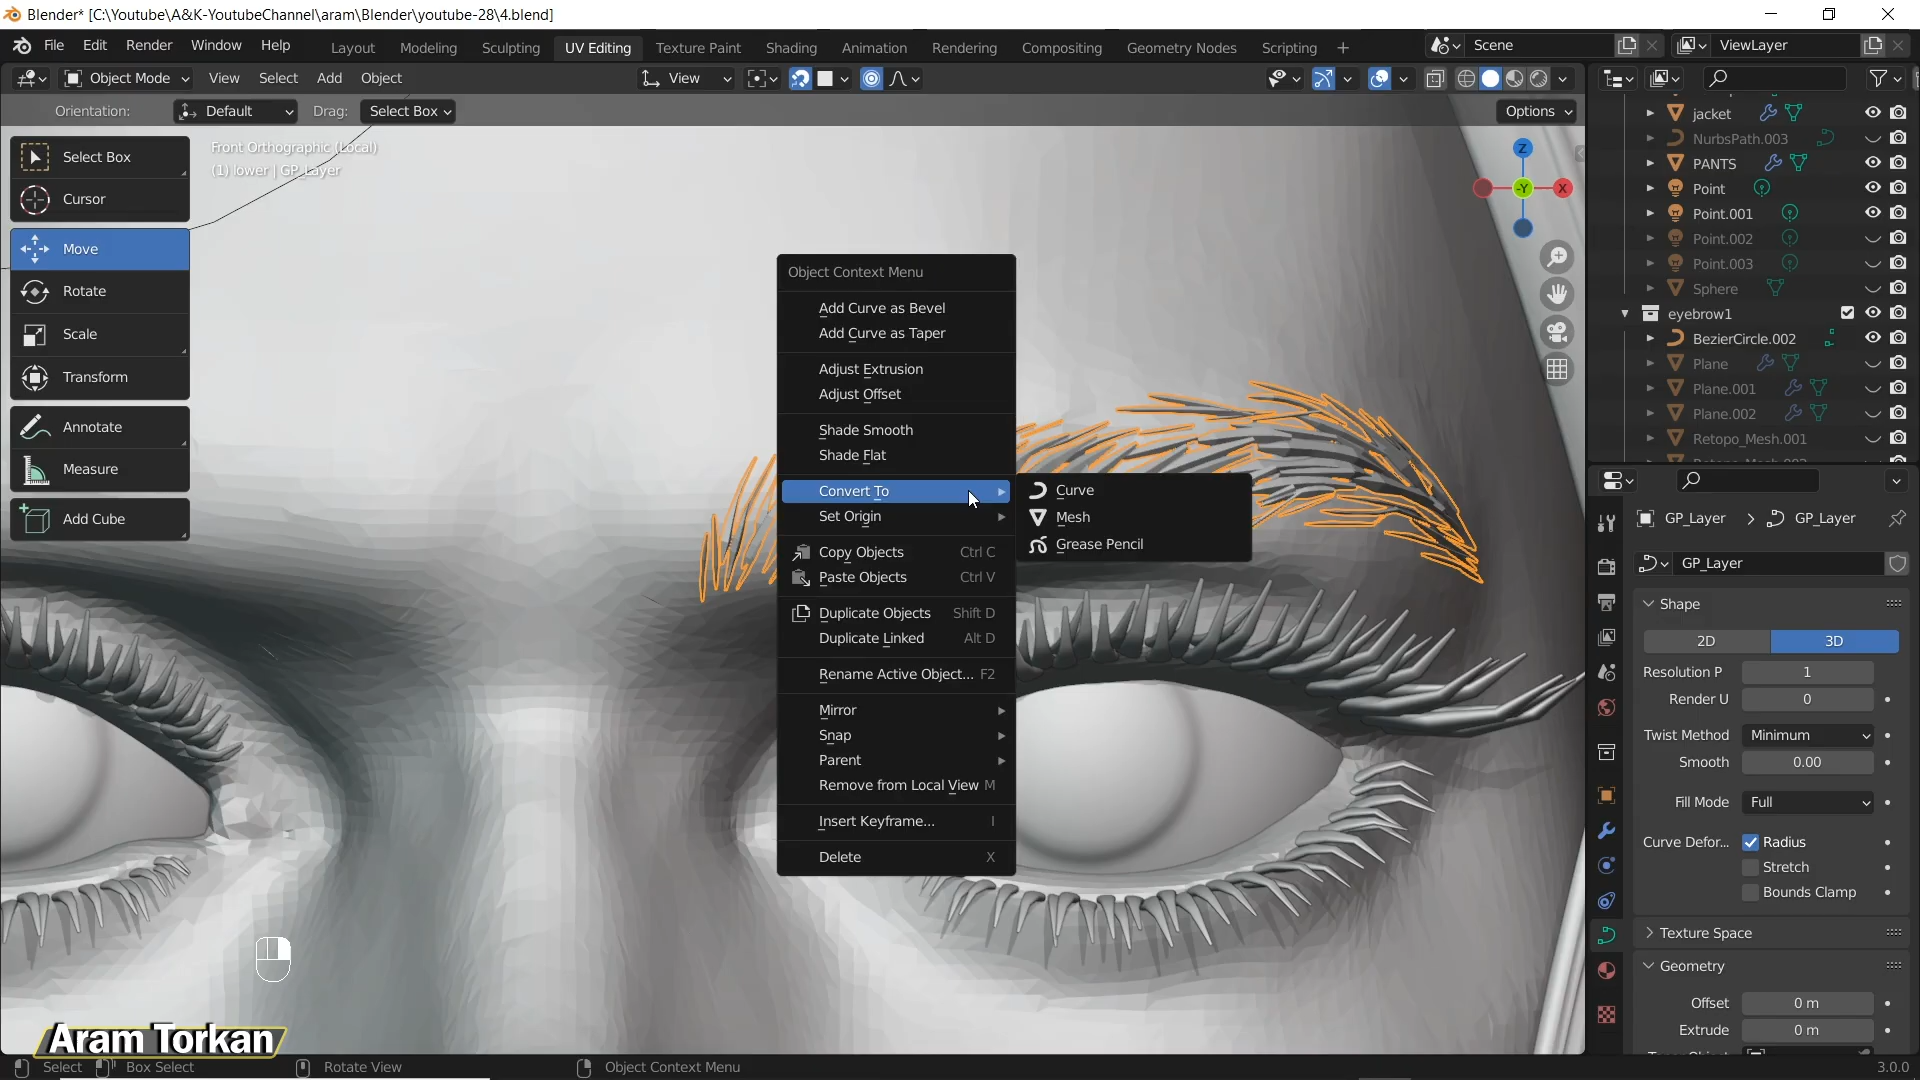 Blender* [C:\Youtube\A&K-YoutubeChannel\aram\Blender\youtube-28\4.blend]
File Edit Render Window Help Layout Modeling Sculpting UV Editing Texture Paint Shading Animation Rendering Compositing Geometry Nodes Scripting + Scene ViewLayer
Object Mode View Select Add Object View
Orientation: Default Drag: Select Box Options
Front Orthographic (Local)
(1) lower | GP_Layer
Select Box
Cursor
Move
Rotate
Scale
Transform
Annotate
Measure
Add Cube
Z
-Y X
Object Context Menu
Add Curve as Bevel
Add Curve as Taper
Adjust Extrusion
Adjust Offset
Shade Smooth
Shade Flat
Convert To
Set Origin
Copy Objects Ctrl C
Paste Objects Ctrl V
Duplicate Objects Shift D
Duplicate Linked Alt D
Rename Active Object... F2
Mirror
Snap
Parent
Remove from Local View M
Insert Keyframe... I
Delete X
Curve
Mesh
Grease Pencil
jacket
NurbsPath.003
PANTS
Point
Point.001
Point.002
Point.003
Sphere
eyebrow1
BezierCircle.002
Plane
Plane.001
Plane.002
Retopo_Mesh.001
GP_Layer > GP_Layer
GP_Layer
Shape
2D 3D
Resolution P 1
Render U 0
Twist Method Minimum
Smooth 0.00
Fill Mode Full
Curve Defor... Radius
Stretch
Bounds Clamp
Texture Space
Geometry
Offset 0 m
Extrude 0 m
Aram Torkan
Select Box Select Rotate View Object Context Menu 3.0.0